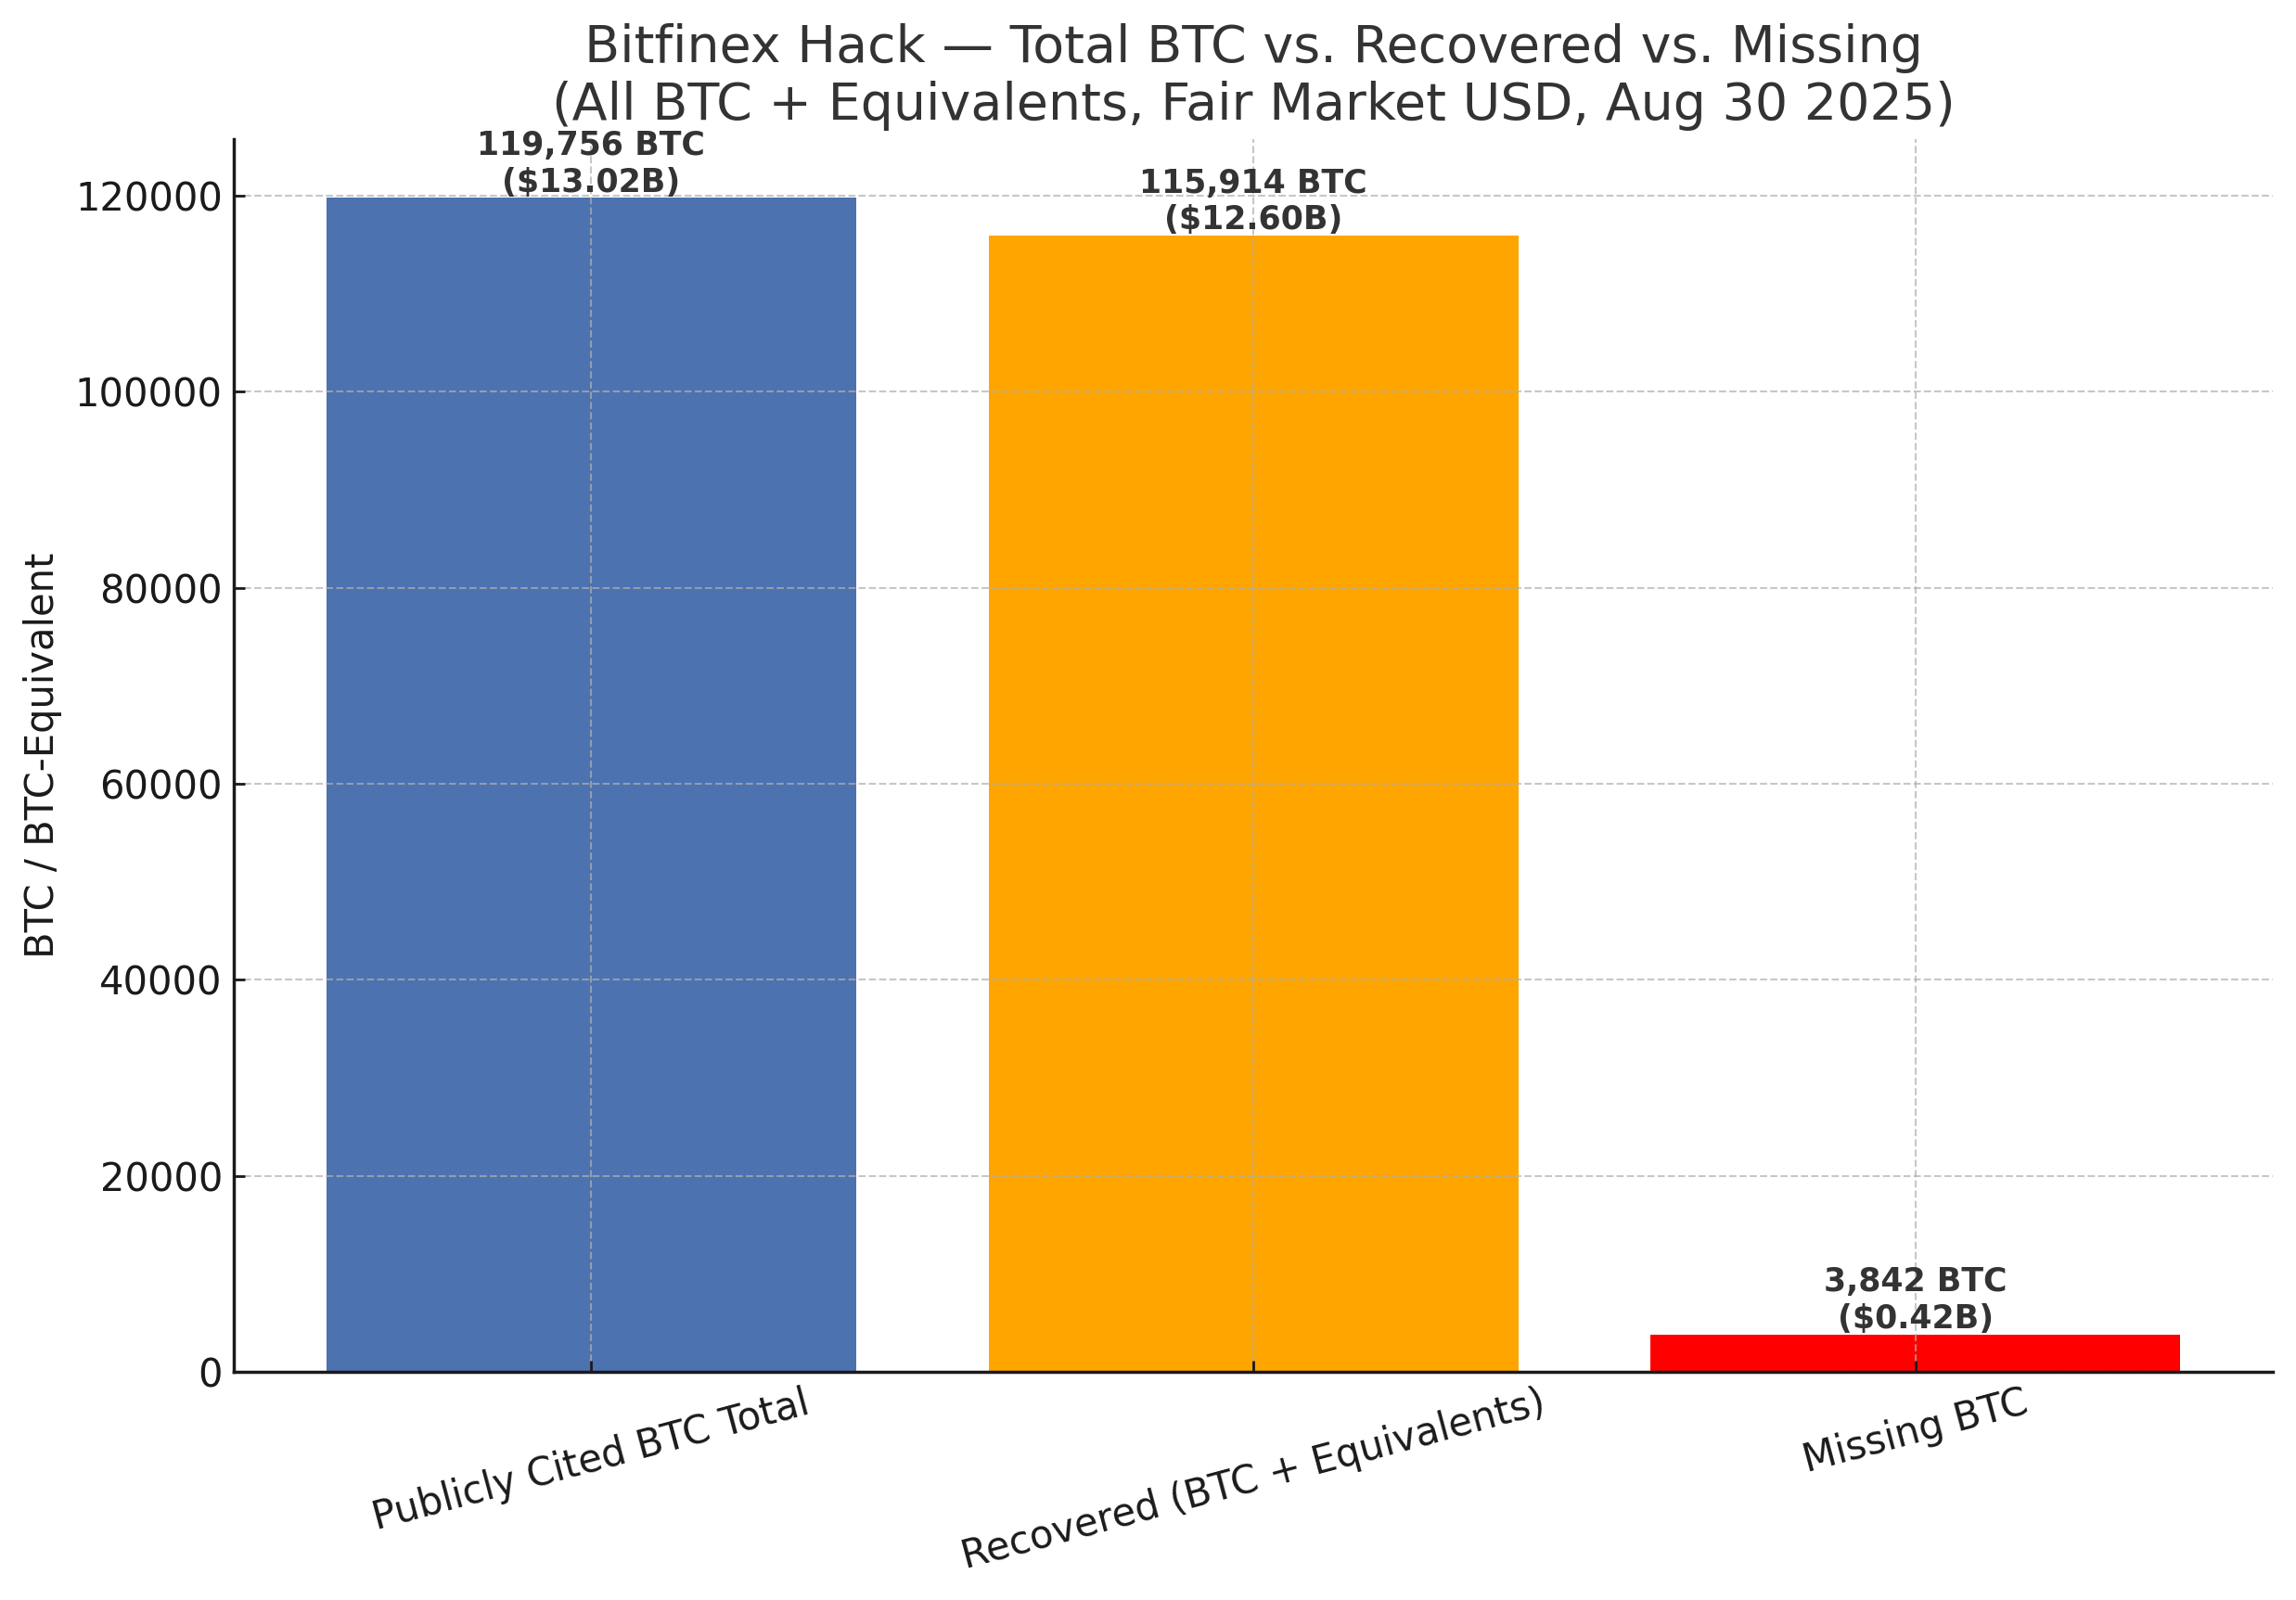 Bitfinex Hack — Total BTC vs. Recovered vs. Missing
(All BTC + Equivalents, Fair Market USD, Aug 30 2025)
119,756 BTC
($13.02B)
115,914 BTC
($12.60B)
3,842 BTC
($0.42B)
BTC / BTC-Equivalent
120000
100000
80000
60000
40000
20000
0
Publicly Cited BTC Total
Recovered (BTC + Equivalents)
Missing BTC